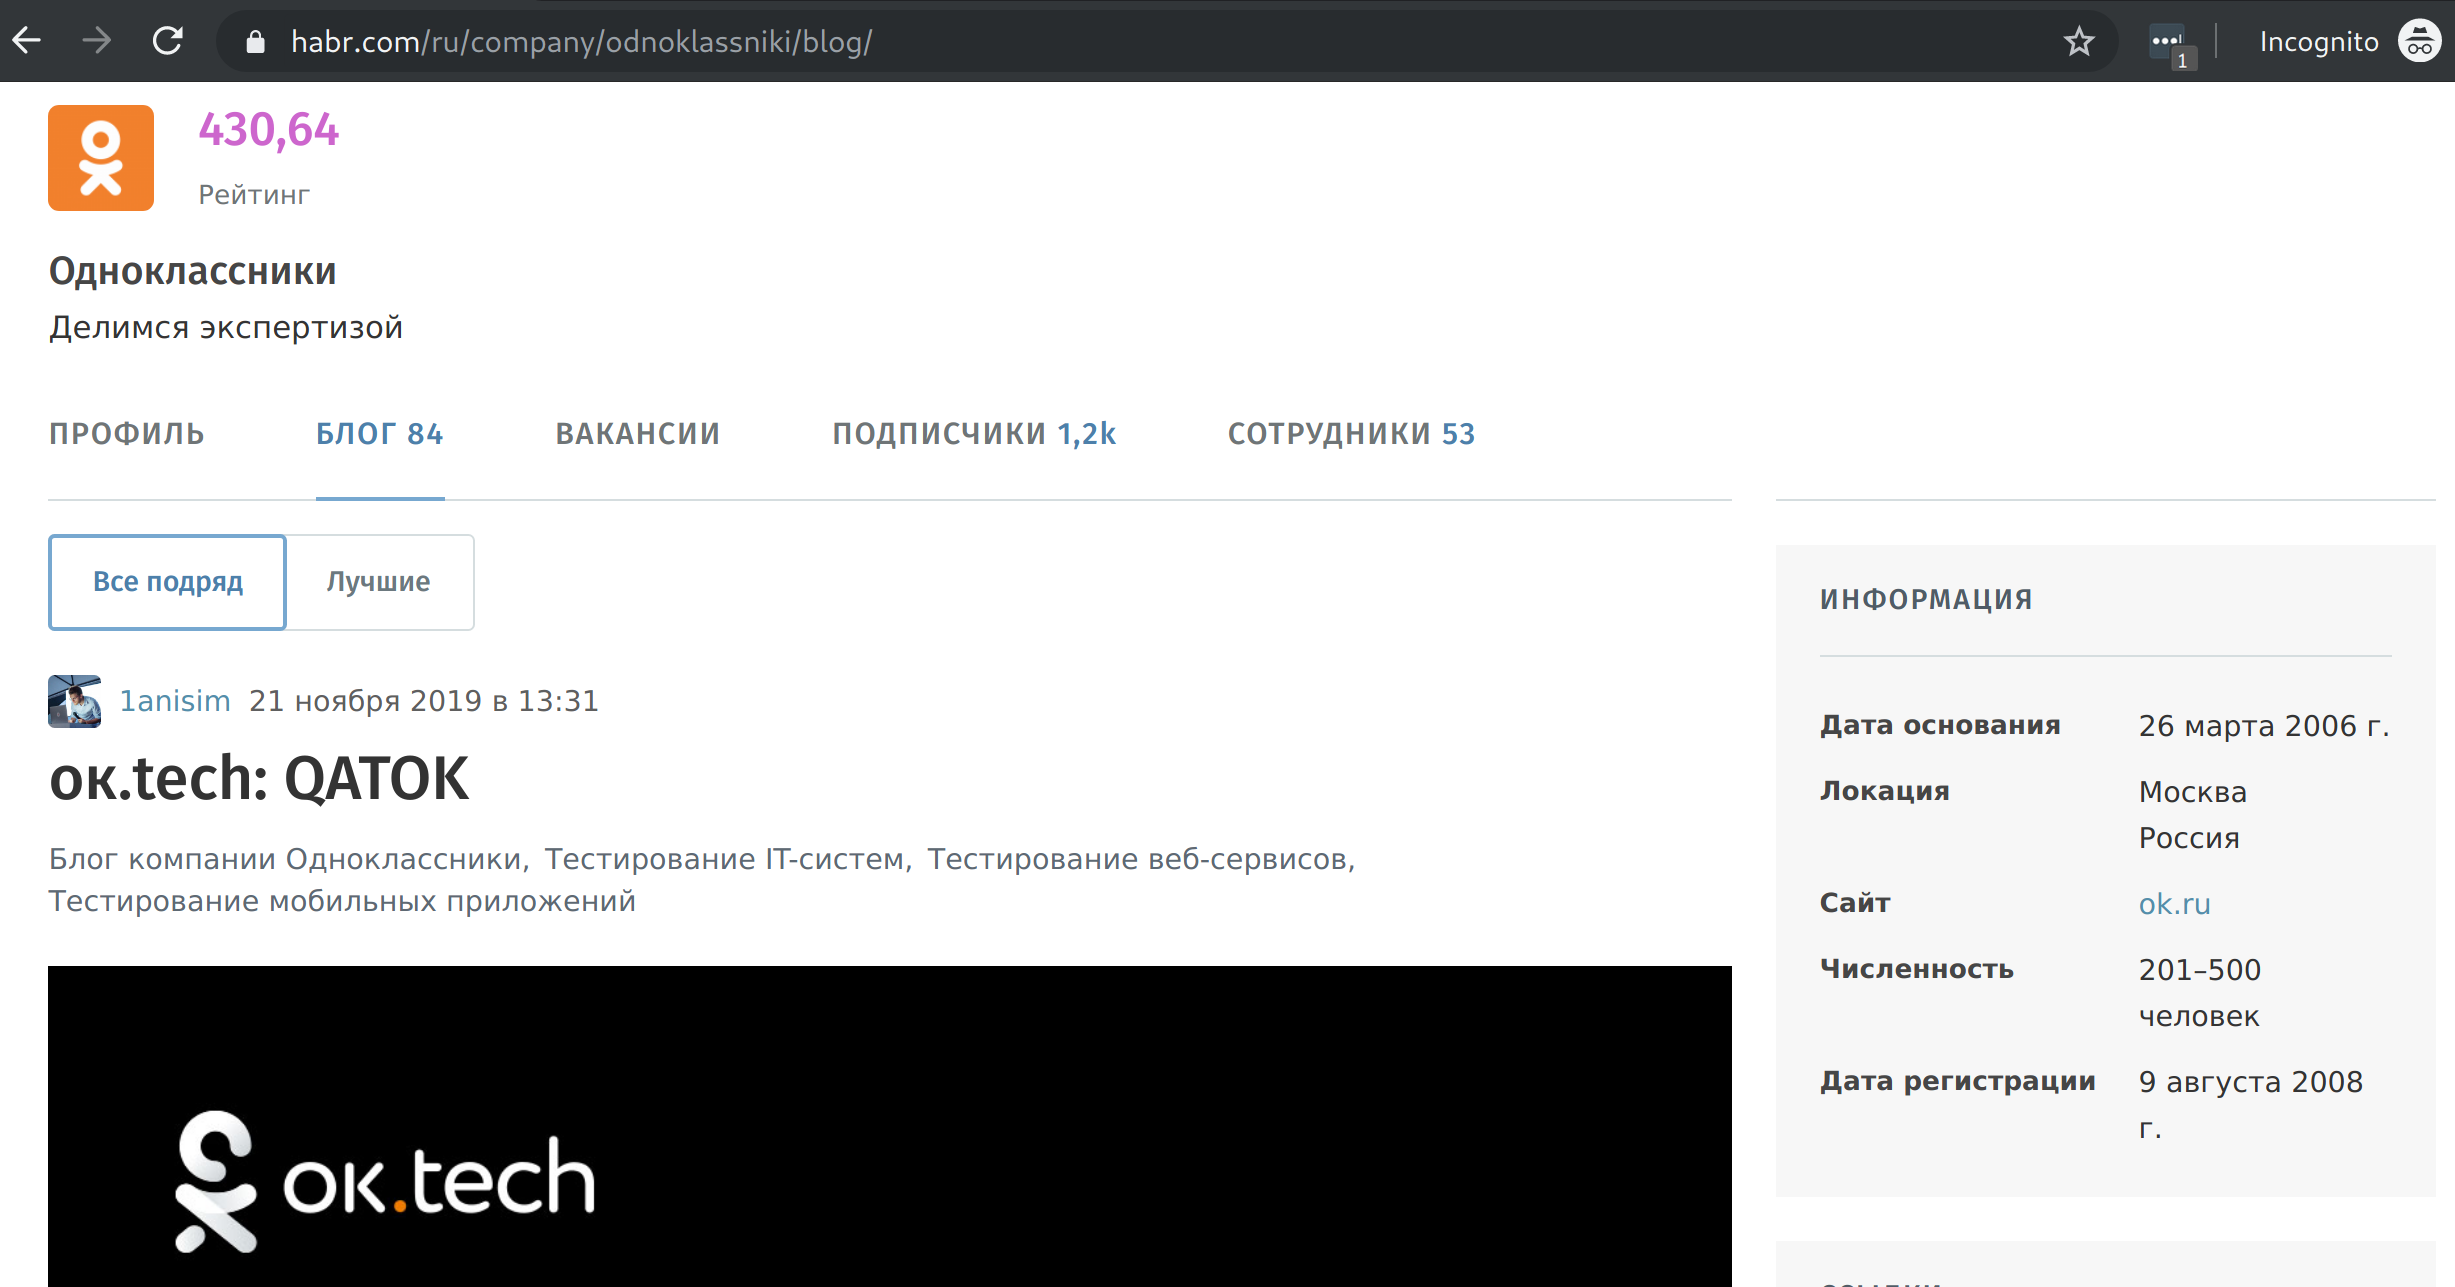 habr.com/ru/company/odnoklassniki/blog/
1
Incognito
430,64
Рейтинг
Одноклассники
Делимся экспертизой
ПРОФИЛЬ БЛОГ 84 ВАКАНСИИ ПОДПИСЧИКИ 1,2k СОТРУДНИКИ 53
Все подряд Лучшие
1anisim 21 ноября 2019 в 13:31
ок.tech: QATOK
Блог компании Одноклассники, Тестирование IT-систем, Тестирование веб-сервисов,
Тестирование мобильных приложений
ок.tech
ИНФОРМАЦИЯ
Дата основания 26 марта 2006 г.
Локация Москва
Россия
Сайт ok.ru
Численность 201–500
человек
Дата регистрации 9 августа 2008
г.